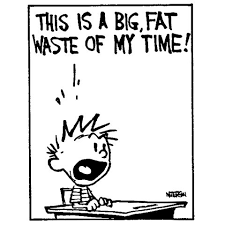 THIS IS A BIG, FAT
WASTE OF MY TIME!